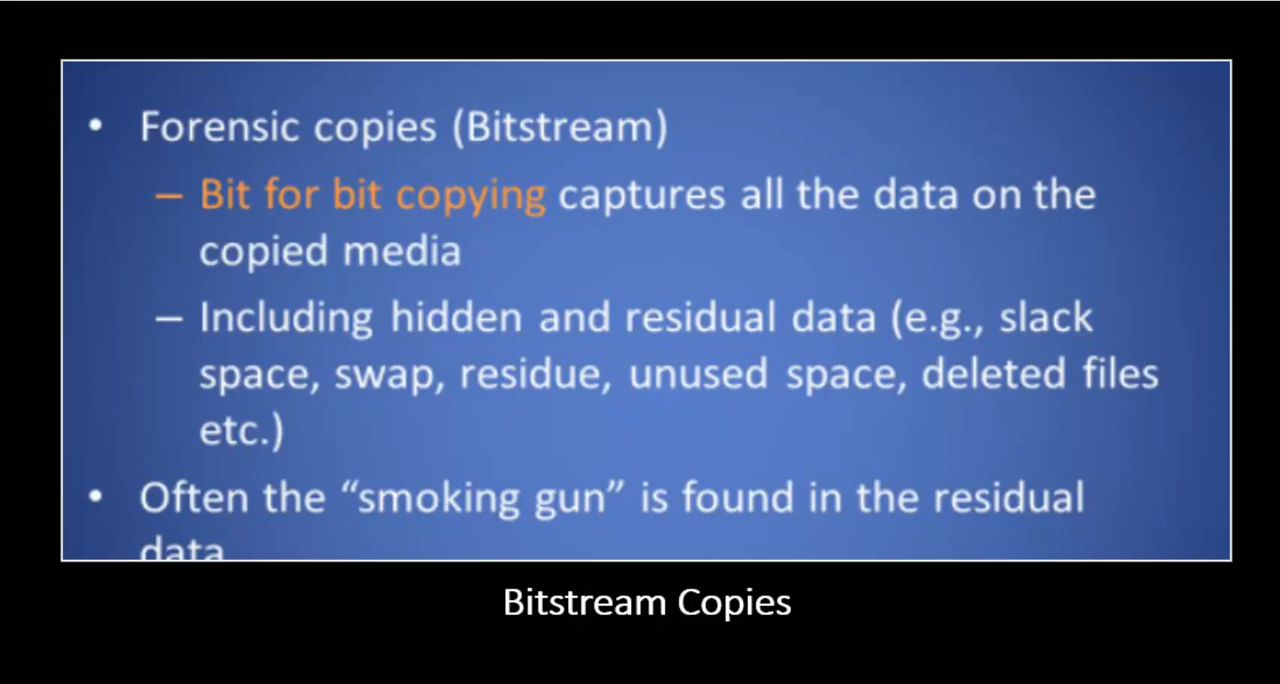 • Forensic copies (Bitstream)
– Bit for bit copying captures all the data on the
copied media
– Including hidden and residual data (e.g., slack
space, swap, residue, unused space, deleted files
etc.)
• Often the “smoking gun” is found in the residual
data
Bitstream Copies